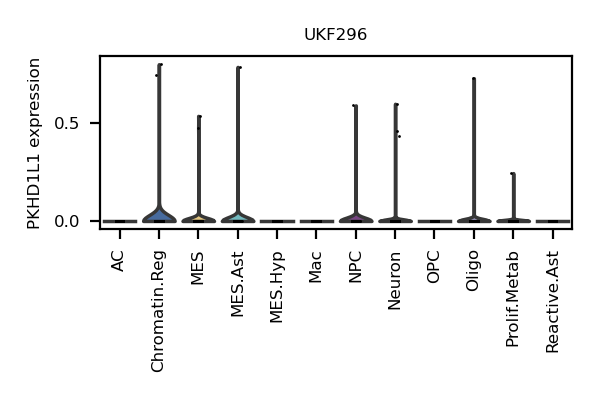 UKF296
PKHD1L1 expression
0.5
0.0
AC
Chromatin.Reg
MES
MES.Ast
MES.Hyp
Mac
NPC
Neuron
OPC
Oligo
Prolif.Metab
Reactive.Ast